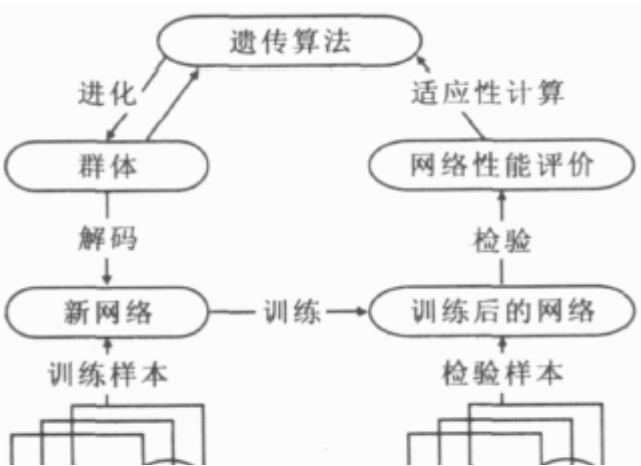 遗传算法
进化
适应性计算
群体
网络性能评价
解码
检验
新网络
训练
训练后的网络
训练样本
检验样本